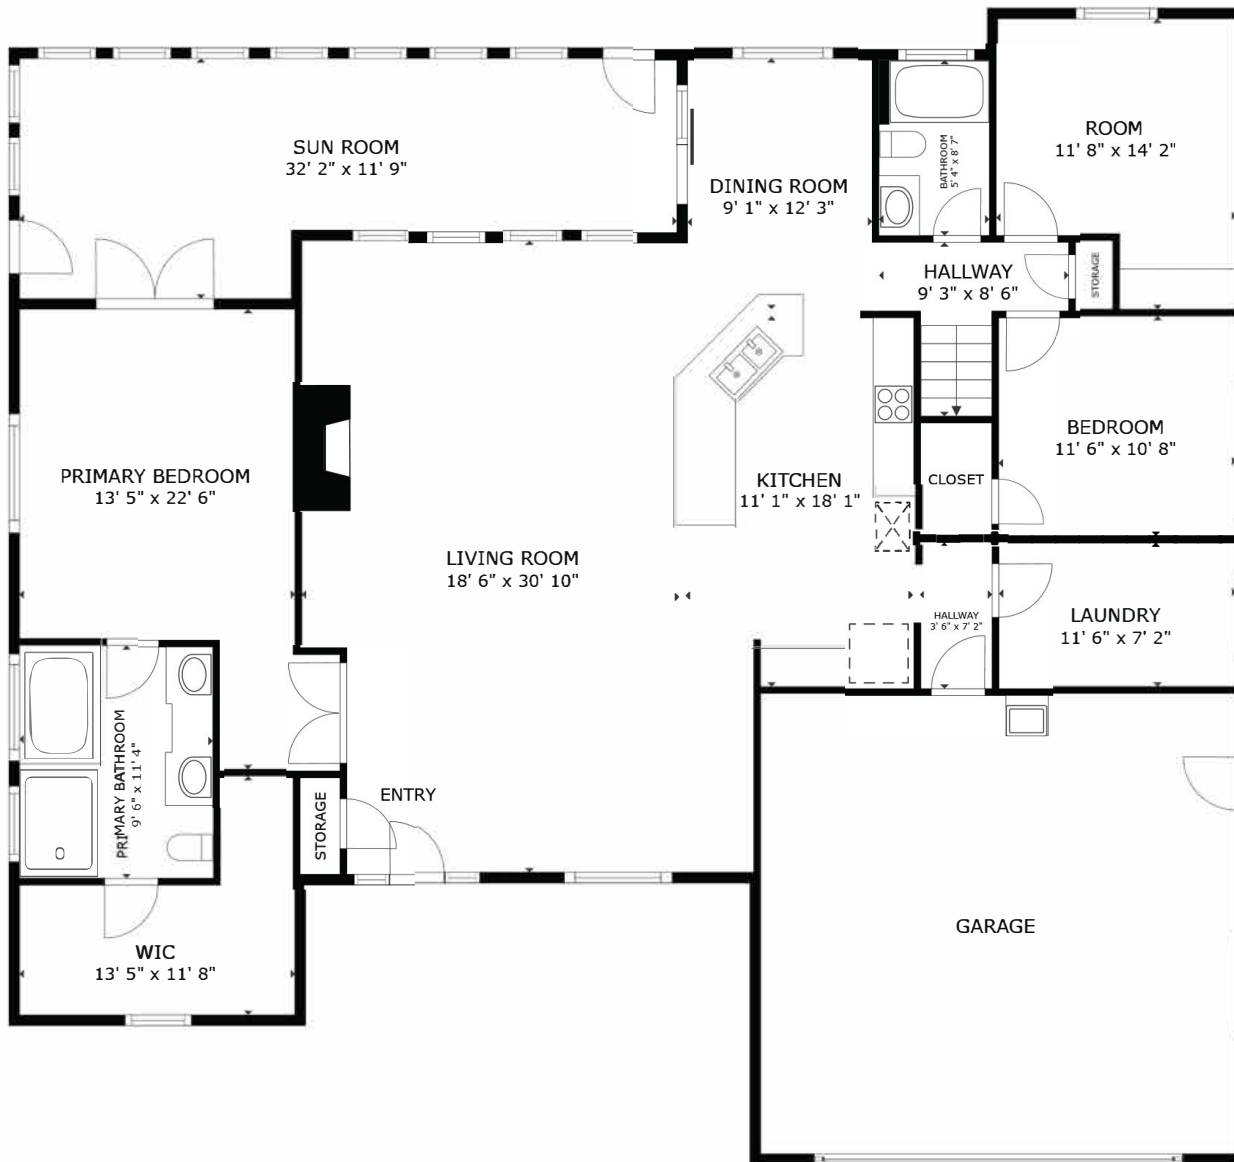 ROOM
11' 8" x 14' 2"
SUN ROOM
32' 2" x 11' 9"
BATHROOM
5' 4" x 8' 7"
DINING ROOM
9' 1" x 12' 3"
HALLWAY
9' 3" x 8' 6"
STORAGE
BEDROOM
11' 6" x 10' 8"
PRIMARY BEDROOM
13' 5" x 22' 6"
KITCHEN
11' 1" x 18' 1"
CLOSET
LIVING ROOM
18' 6" x 30' 10"
HALLWAY
3' 6" x 7' 2"
LAUNDRY
11' 6" x 7' 2"
PRIMARY BATHROOM
9' 6" x 11' 4"
STORAGE
ENTRY
GARAGE
WIC
13' 5" x 11' 8"